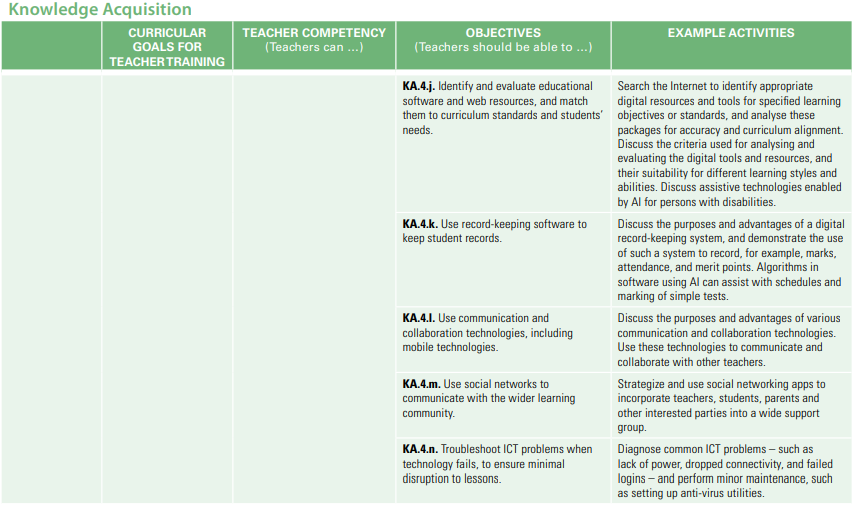 Knowledge Acquisition
CURRICULAR
GOALS FOR
TEACHER TRAINING
TEACHER COMPETENCY
(Teachers can …)
OBJECTIVES
(Teachers should be able to …)
EXAMPLE ACTIVITIES
KA.4.j. Identify and evaluate educational
software and web resources, and match
them to curriculum standards and students’
needs.
Search the Internet to identify appropriate
digital resources and tools for specified learning
objectives or standards, and analyse these
packages for accuracy and curriculum alignment.
Discuss the criteria used for analysing and
evaluating the digital tools and resources, and
their suitability for different learning styles and
abilities. Discuss assistive technologies enabled
by AI for persons with disabilities.
KA.4.k. Use record-keeping software to
keep student records.
Discuss the purposes and advantages of a digital
record-keeping system, and demonstrate the use
of such a system to record, for example, marks,
attendance, and merit points. Algorithms in
software using AI can assist with schedules and
marking of simple tests.
KA.4.l. Use communication and
collaboration technologies, including
mobile technologies.
Discuss the purposes and advantages of various
communication and collaboration technologies.
Use these technologies to communicate and
collaborate with other teachers.
KA.4.m. Use social networks to
communicate with the wider learning
community.
Strategize and use social networking apps to
incorporate teachers, students, parents and
other interested parties into a wide support
group.
KA.4.n. Troubleshoot ICT problems when
technology fails, to ensure minimal
disruption to lessons.
Diagnose common ICT problems – such as
lack of power, dropped connectivity, and failed
logins – and perform minor maintenance, such
as setting up anti-virus utilities.